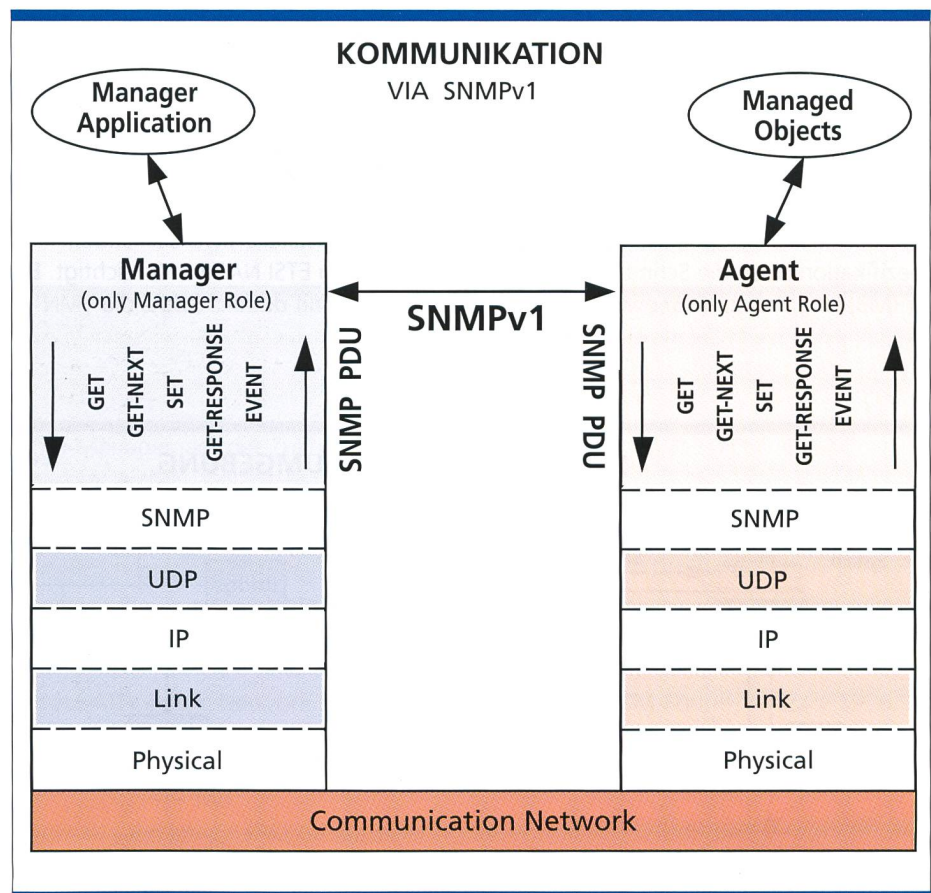 KOMMUNIKATION
VIA SNMPv1
Manager
Application
Managed
Objects
Manager
(only Manager Role)
SNMPv1
Agent
(only Agent Role)
GET
GET-NEXT
SET
GET-RESPONSE
EVENT
SNMP PDU
SNMP PDU
GET
GET-NEXT
SET
GET-RESPONSE
EVENT
SNMP
UDP
IP
Link
Physical
SNMP
UDP
IP
Link
Physical
Communication Network